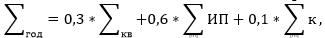 ∑год = 0,3 * ∑кв +0,6 * ∑ ИП + 0,1 * ∑ к ,